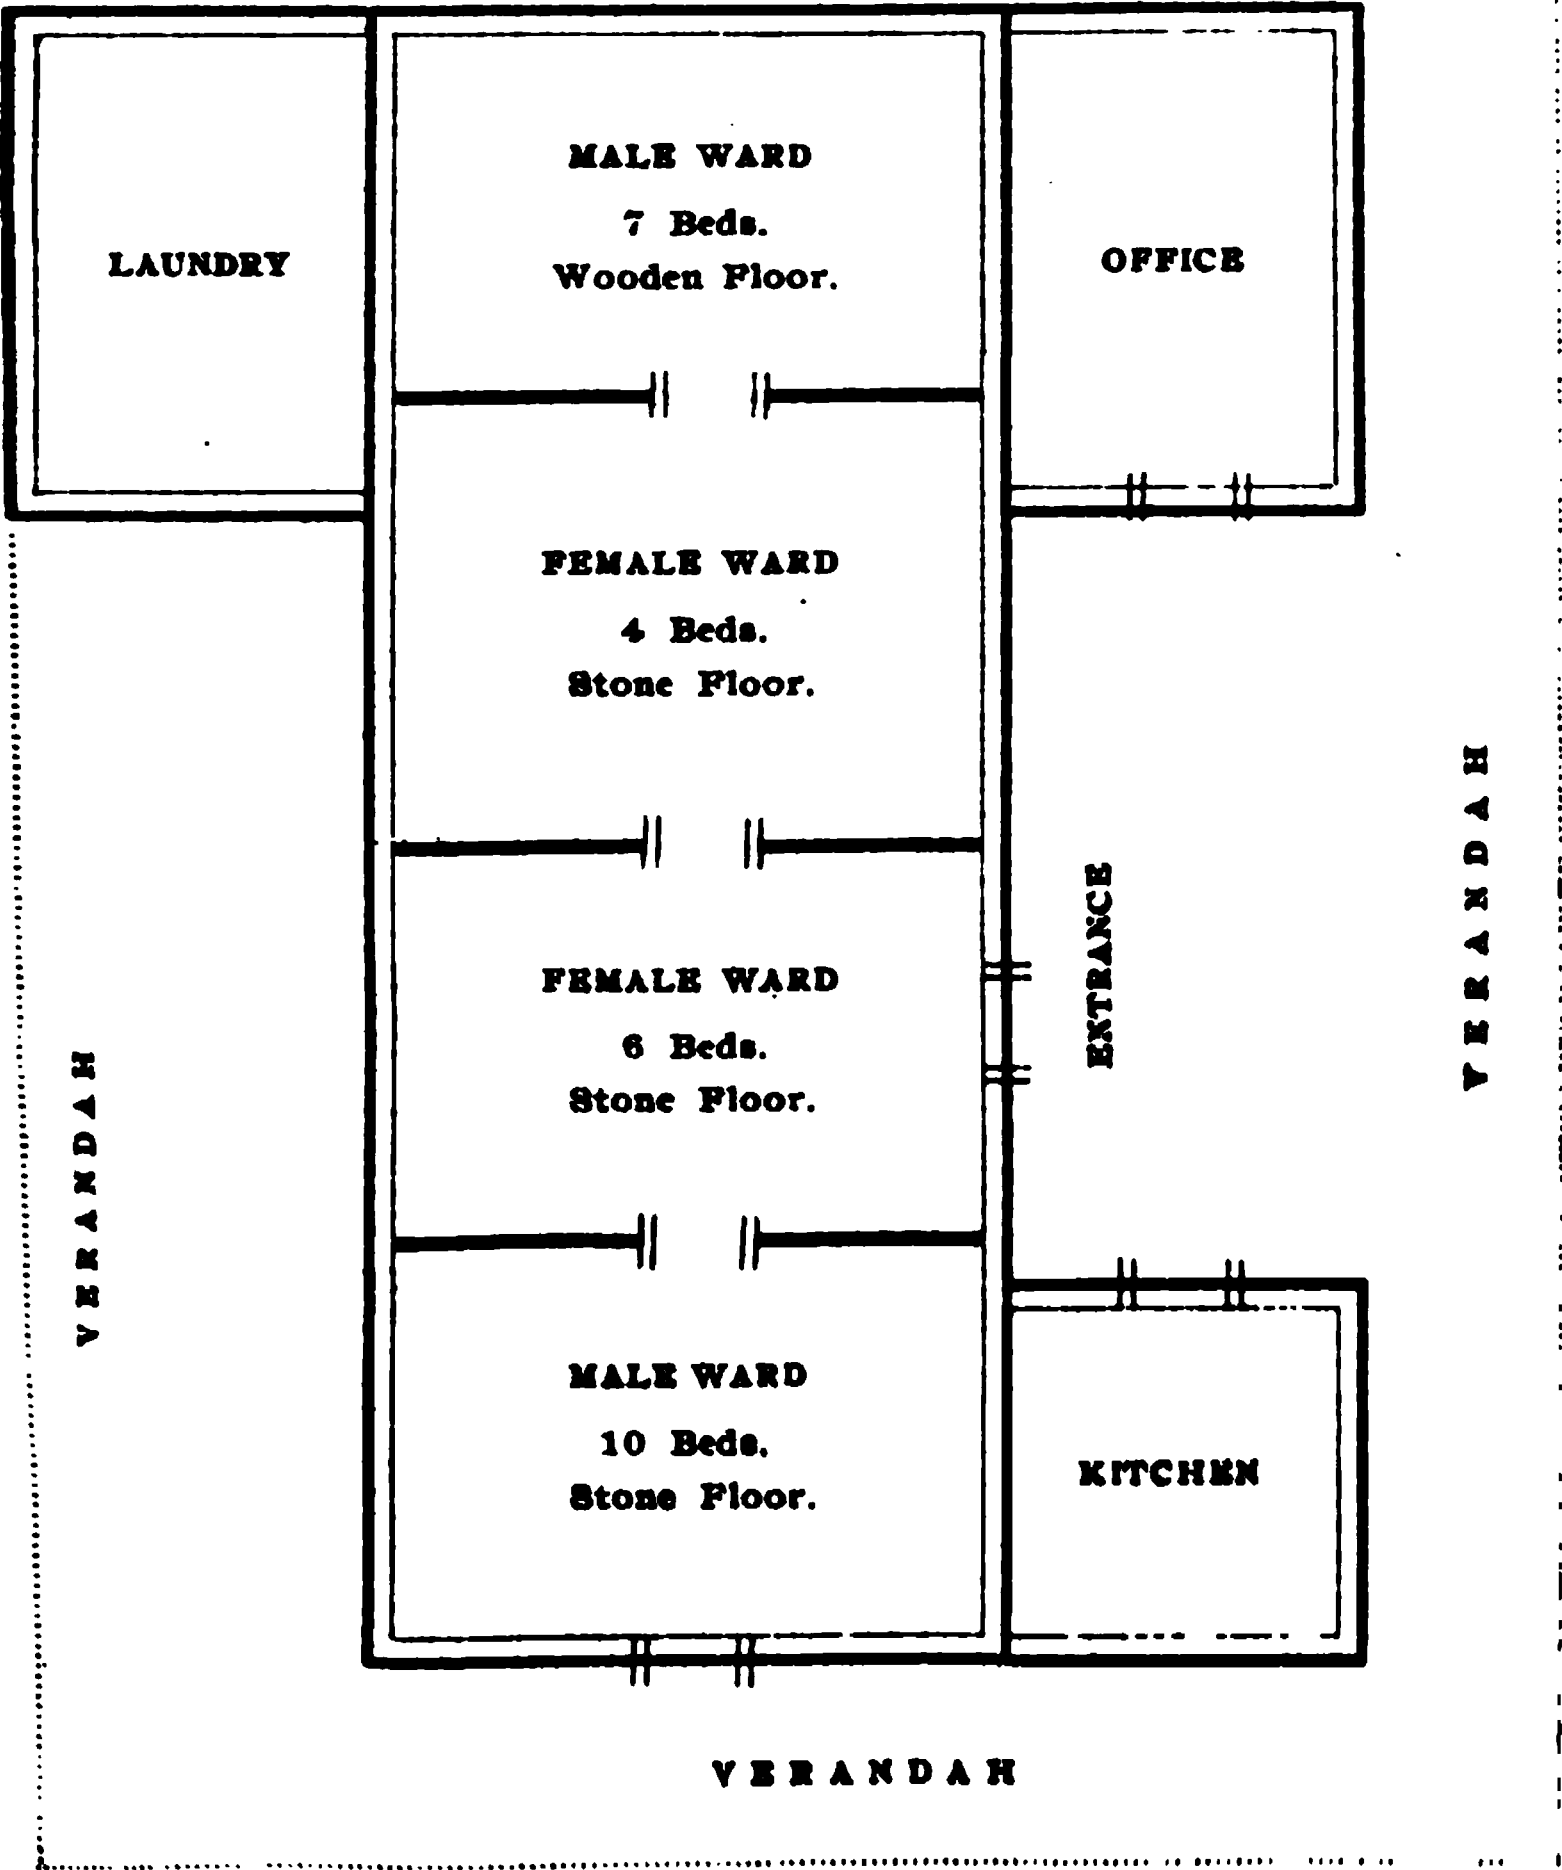 MALE WARD
7 Beds.
Wooden Floor.
LAUNDRY
OFFICE
FEMALE WARD
4 Beds.
Stone Floor.
VERANDAH
ENTRANCE
FEMALE WARD
6 Beds.
Stone Floor.
VERANDAH
MALE WARD
10 Beds.
Stone Floor.
KITCHEN
VERANDAH